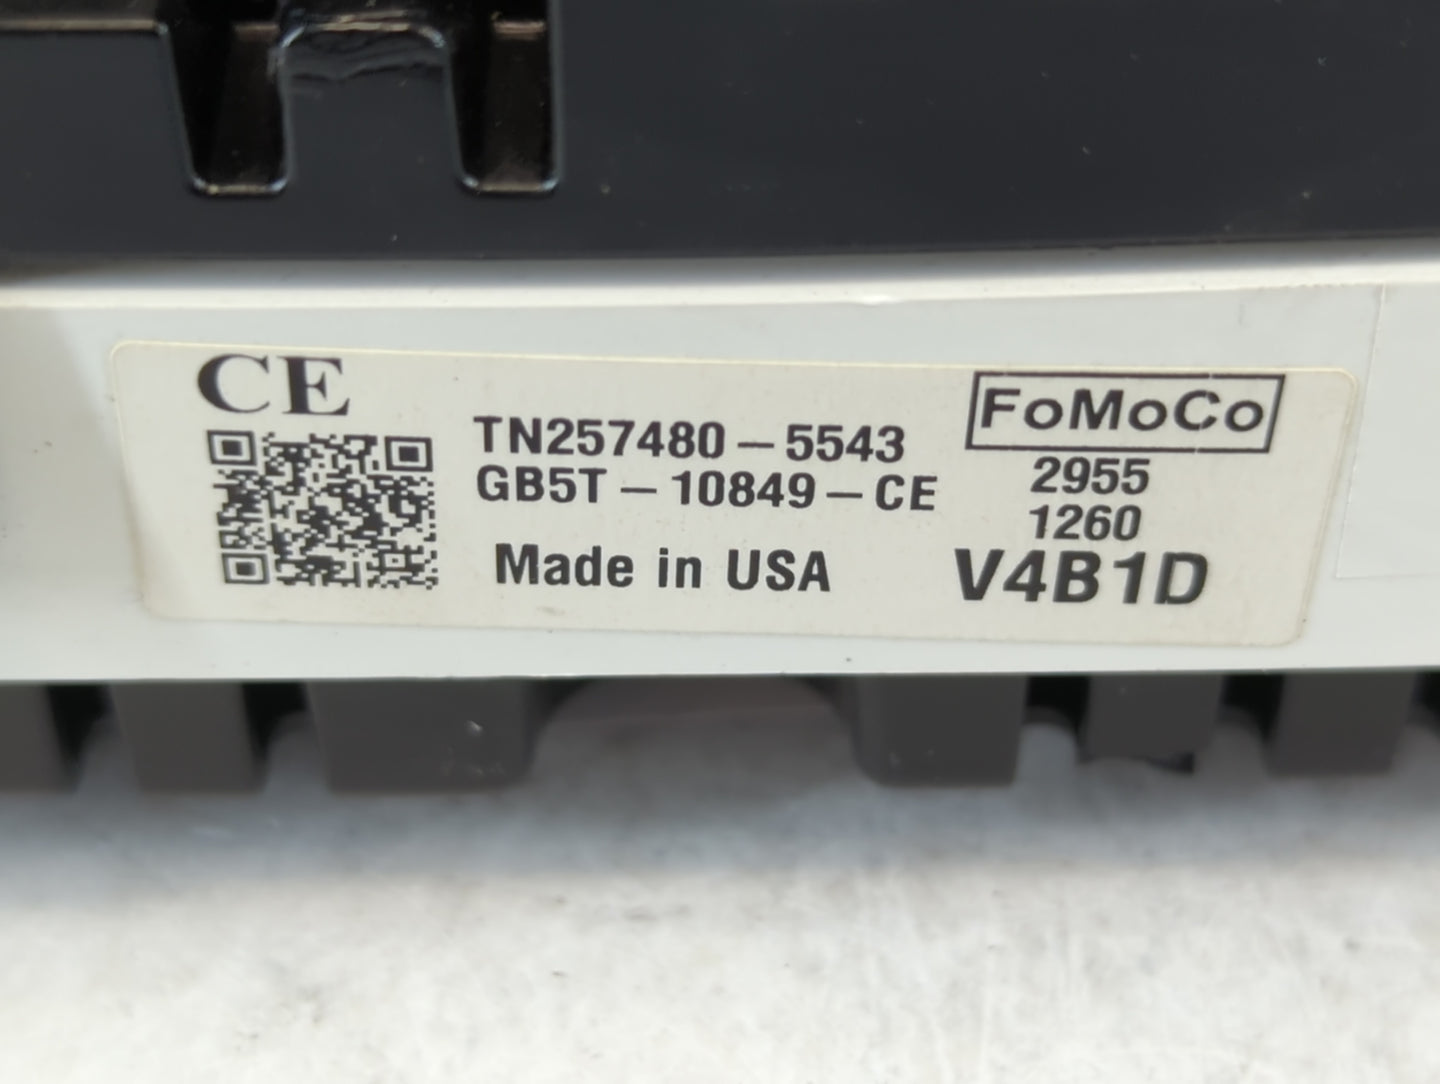 CE
TN257480-5543
GB5T-10849-CE
Made in USA
FoMoCo
2955
1260
V4B1D